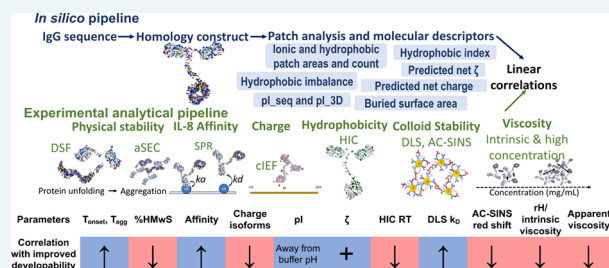 In silico pipeline
IgG sequence
Homology construct
Patch analysis and molecular descriptors
Ionic and hydrophobic
patch areas and count
Hydrophobic index
Predicted net ζ
Hydrophobic imbalance
Predicted net charge
pI_seq and pI_3D
Buried surface area
Linear
correlations
Experimental analytical pipeline
Physical stability
IL-8 Affinity
Charge
Hydrophobicity
Colloid Stability
Viscosity
DSF
aSEC
SPR
cIEF
HIC
DLS, AC-SINS
Intrinsic & high
concentration
ka
kd
Protein unfolding
Aggregation
Concentration (mg/mL)
Parameters
Tonset, Tagg
%HMwS
Affinity
Charge
isoforms
pI
ζ
HIC RT
DLS kD
AC-SINS
red shift
rH/
intrinsic
viscosity
Apparent
viscosity
Correlation
with improved
developability
↑
↓
↑
↓
Away from
buffer pH
+
↓
↑
↓
↓
↓